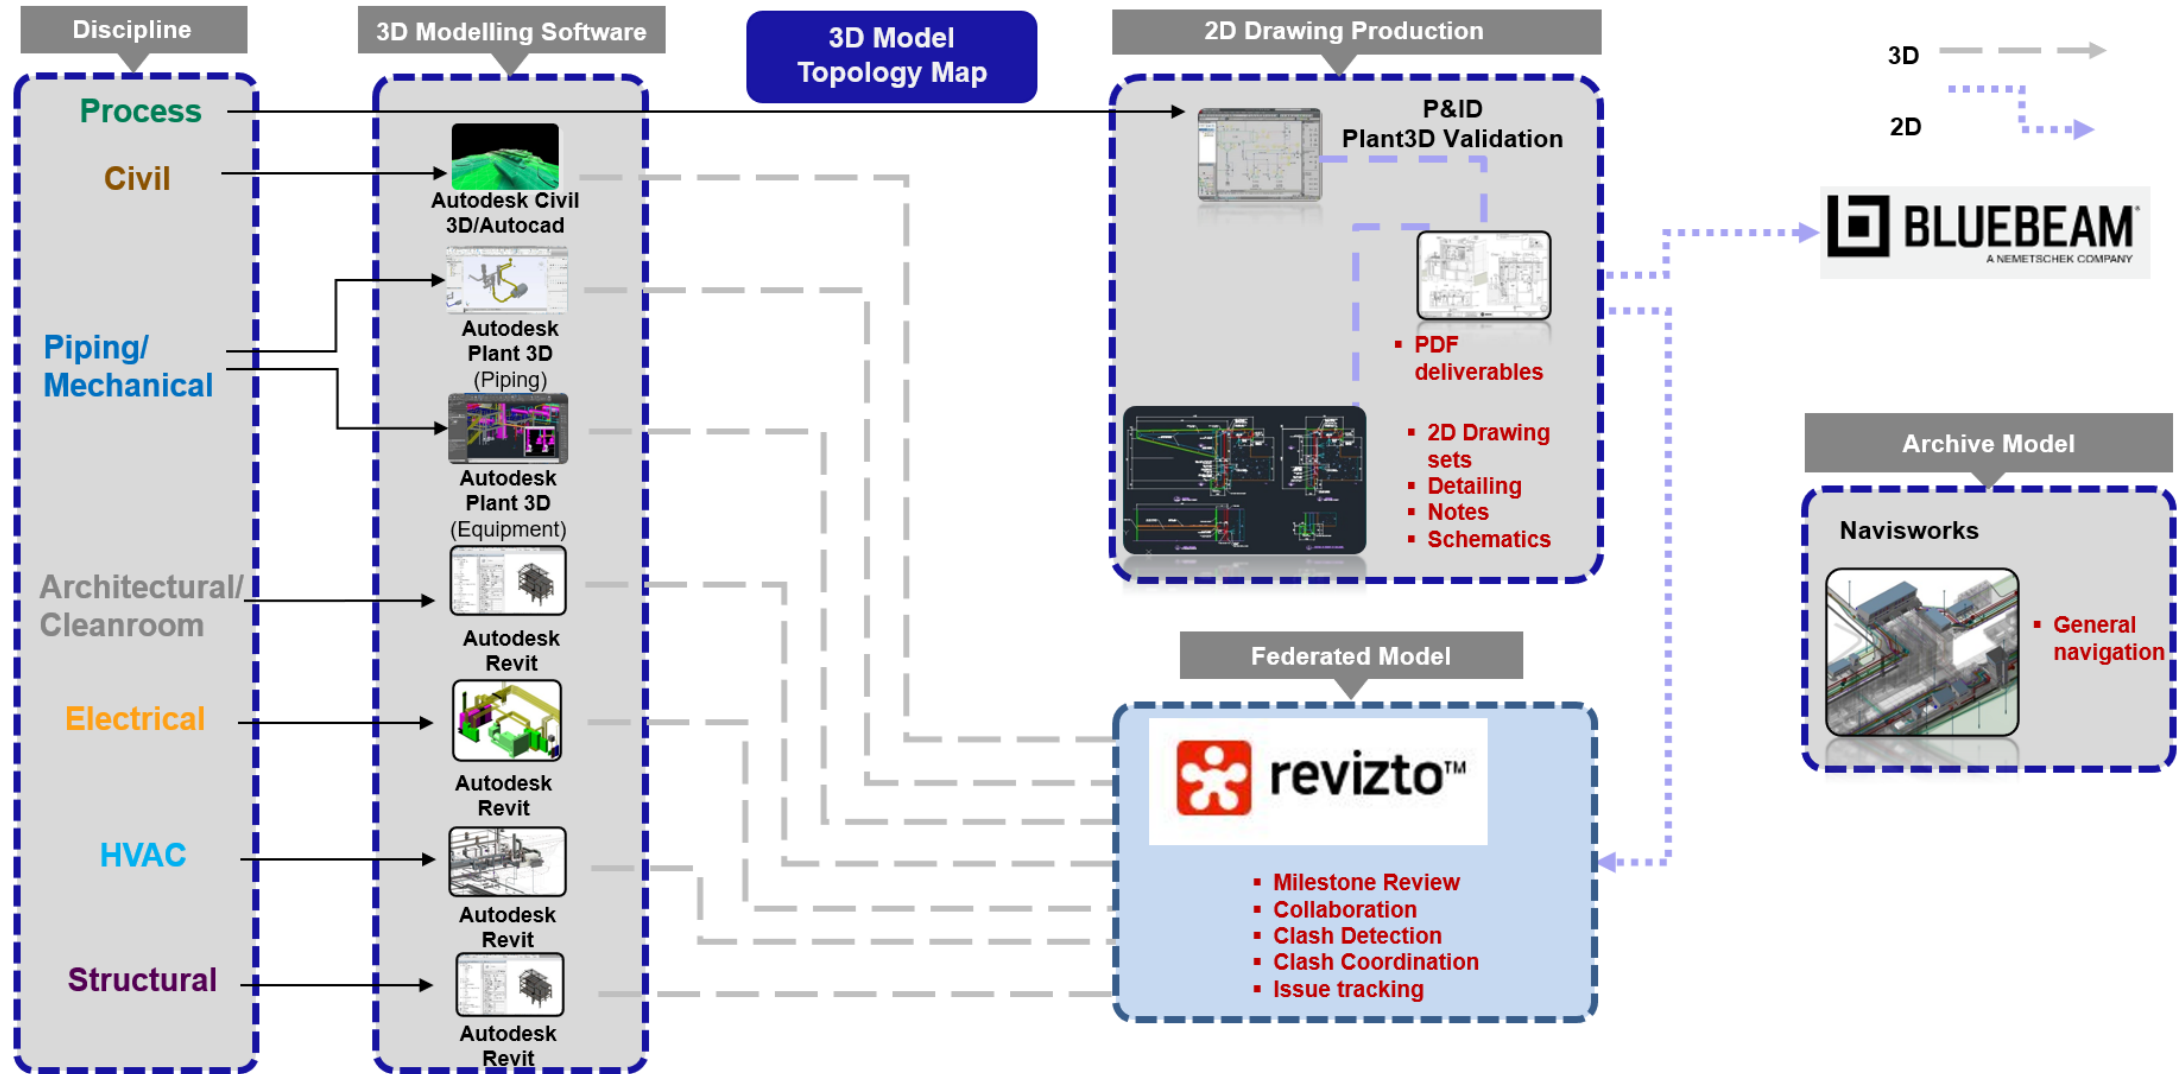 Discipline
3D Modelling Software
3D Model
Topology Map
2D Drawing Production
3D
2D
Process
Civil
Piping/
Mechanical
Architectural/
Cleanroom
Electrical
HVAC
Structural
Autodesk Civil
3D/Autocad
Autodesk
Plant 3D
(Piping)
Autodesk
Plant 3D
(Equipment)
Autodesk
Revit
Autodesk
Revit
Autodesk
Revit
Autodesk
Revit
P&ID
Plant3D Validation
▪ PDF
deliverables
▪ 2D Drawing
sets
▪ Detailing
▪ Notes
▪ Schematics
BLUEBEAM®
A NEMETSCHEK COMPANY
Archive Model
Navisworks
▪ General
navigation
Federated Model
revizto™
▪ Milestone Review
▪ Collaboration
▪ Clash Detection
▪ Clash Coordination
▪ Issue tracking